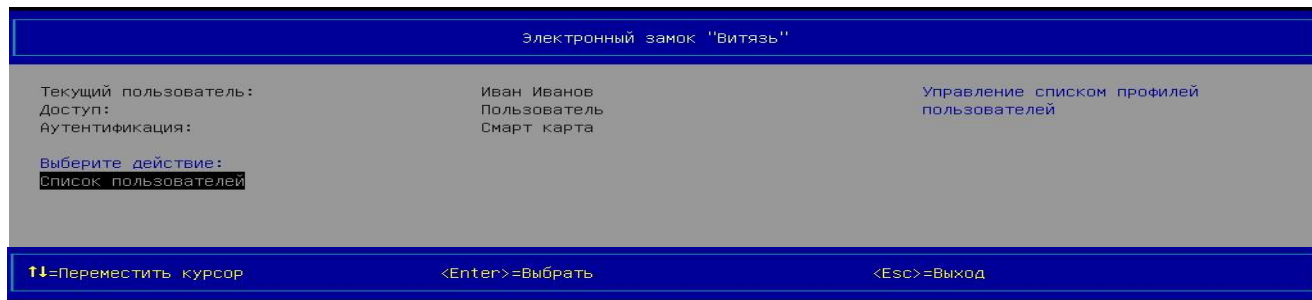 Электронный замок "Витязь"
Текущий пользователь: Иван Иванов Управление списком профилей
Доступ: Пользователь пользователей
Аутентификация: Смарт карта
Выберите действие:
Список пользователей
↑↓=Переместить курсор <Enter>=Выбрать <Esc>=Выход